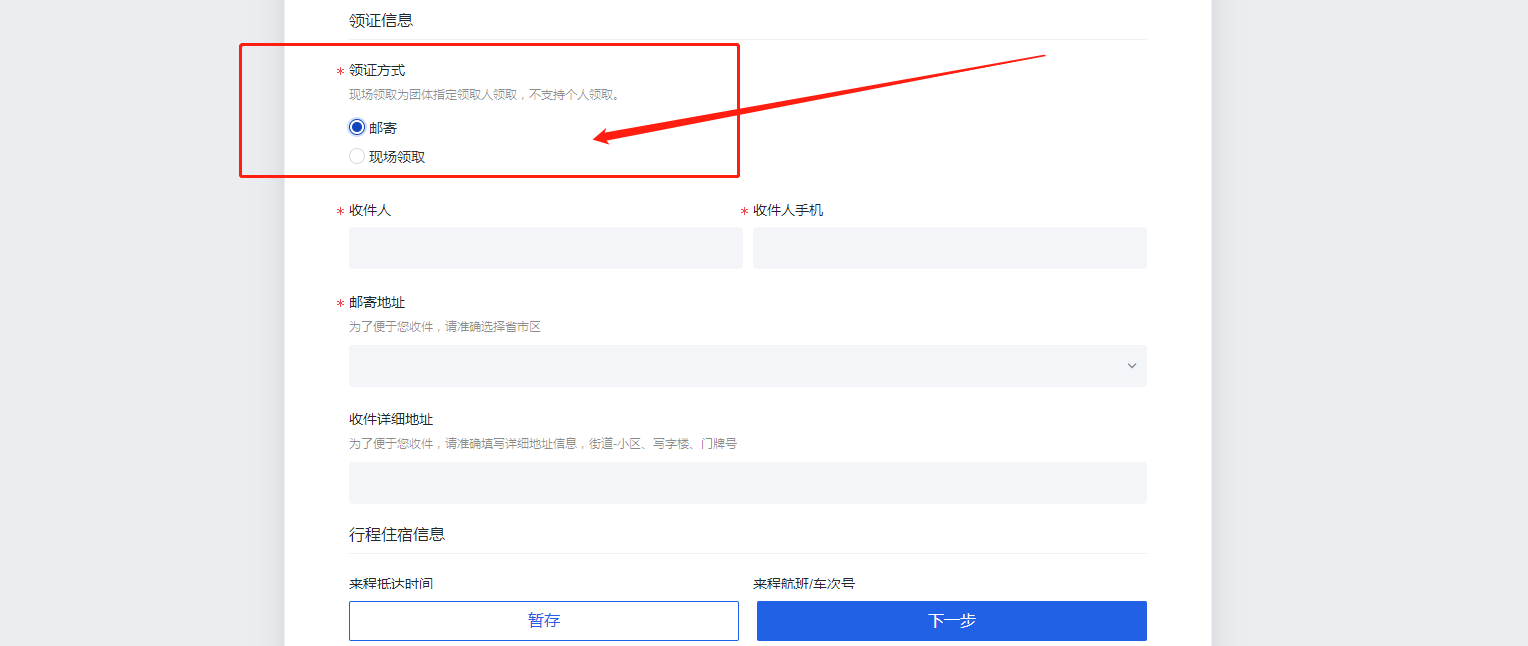 领证信息
* 领证方式
现场领取为团体指定领取人领取，不支持个人领取。
邮寄
现场领取
* 收件人
* 收件人手机
* 邮寄地址
为了便于您收件，请准确选择省市区
收件详细地址
为了便于您收件，请准确填写详细地址信息，街道-小区、写字楼、门牌号
行程住宿信息
来程抵达时间
来程航班/车次号
暂存
下一步